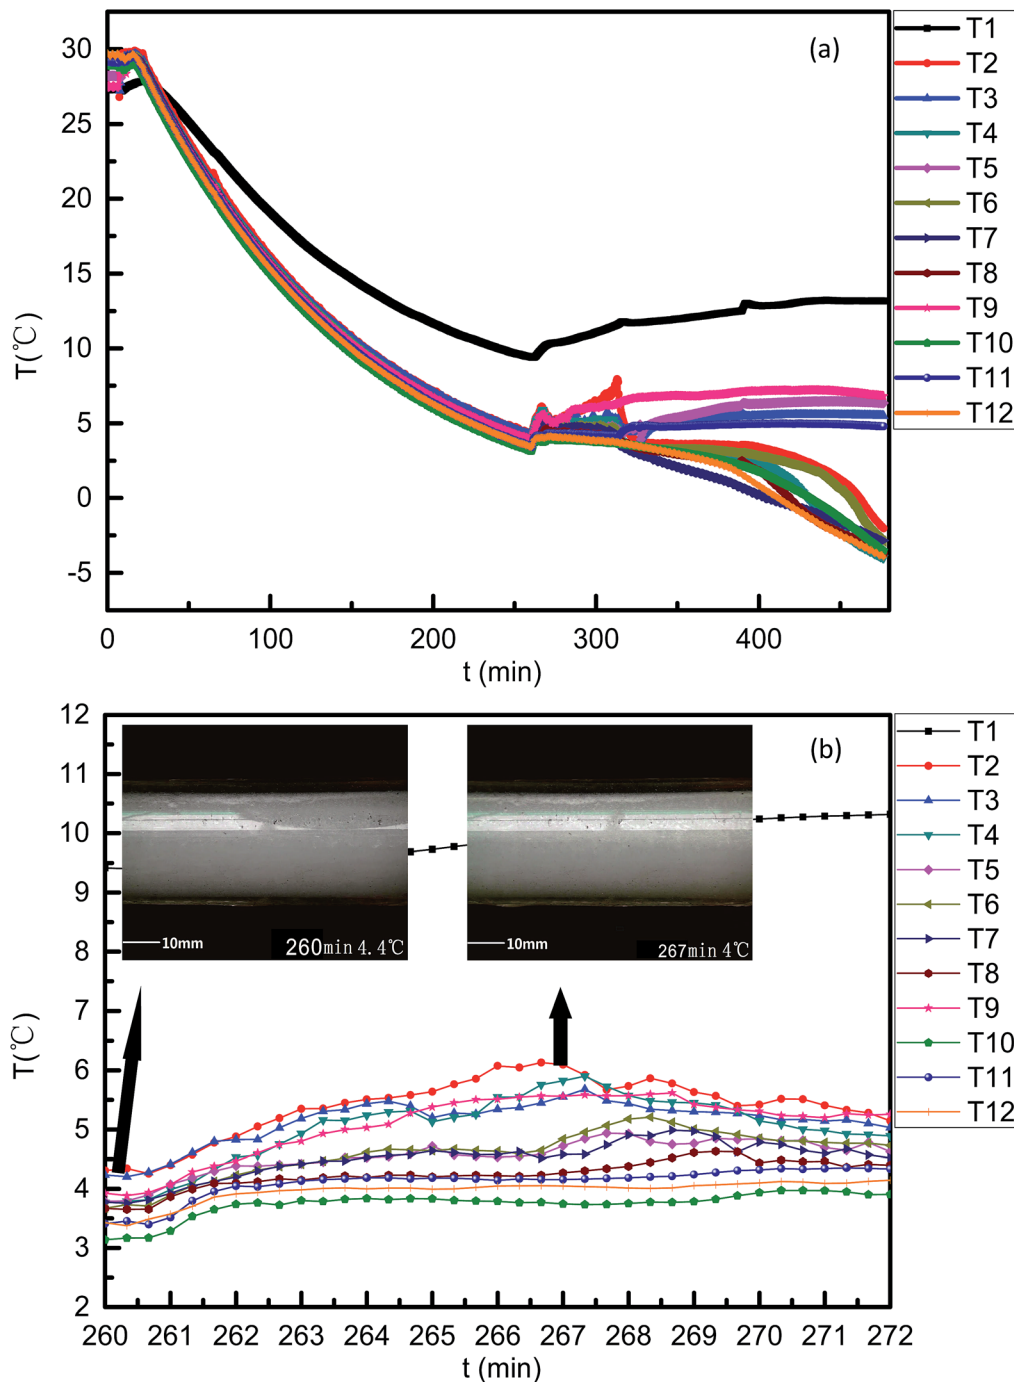 (a)
30
25
20
15
10
5
0
-5
T(℃)
0 100 200 300 400
t (min)
T1
T2
T3
T4
T5
T6
T7
T8
T9
T10
T11
T12
(b)
12
11
10
9
8
7
6
5
4
3
2
T(℃)
10mm
260min 4.4℃
10mm
267min 4℃
260 261 262 263 264 265 266 267 268 269 270 271 272
t (min)
T1
T2
T3
T4
T5
T6
T7
T8
T9
T10
T11
T12